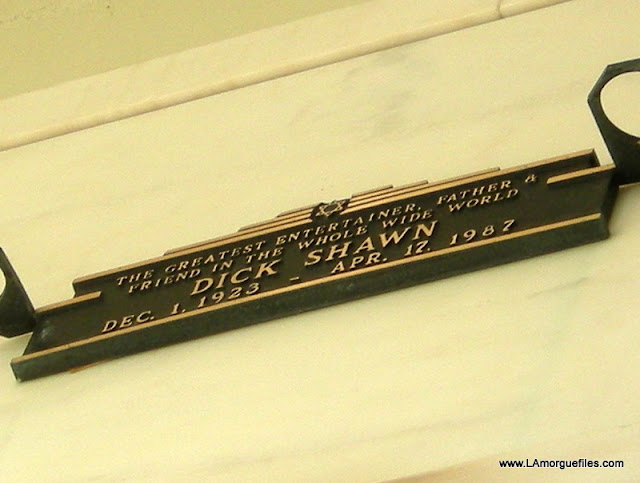 THE GREATEST ENTERTAINER, FATHER &
FRIEND IN THE WHOLE WIDE WORLD
DICK SHAWN
DEC. 1, 1923 - APR. 17, 1987
www.LAmorguefiles.com